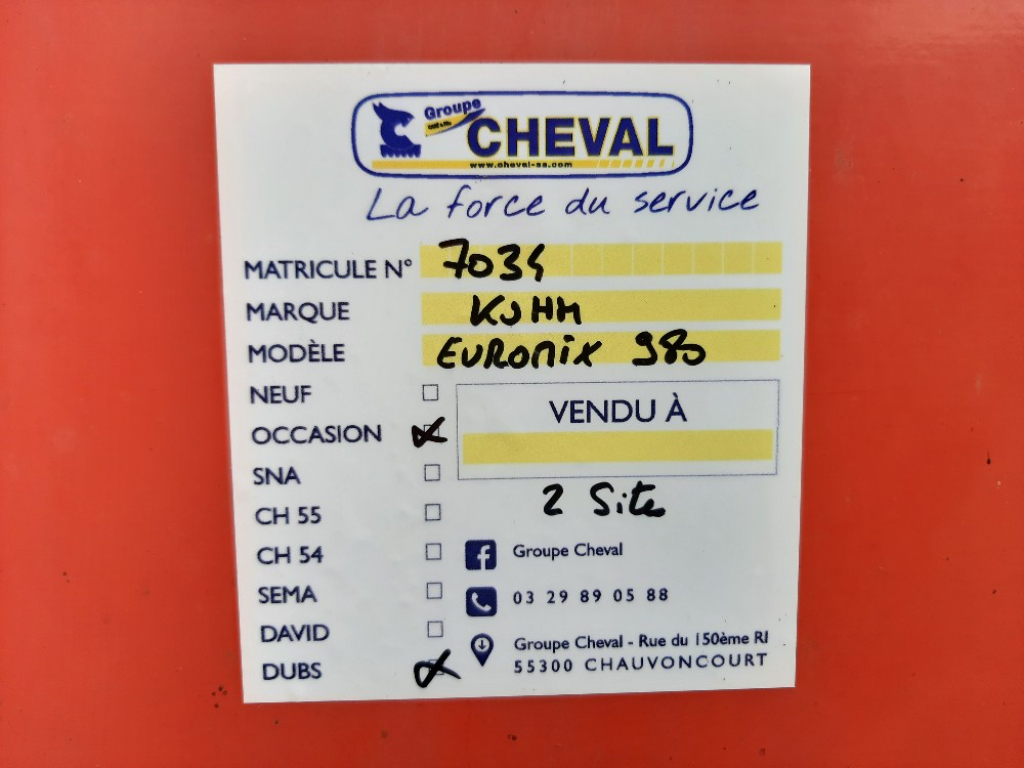 Groupe
CHEVAL
www.cheval-sa.com
La force du service
MATRICULE N° 7034
MARQUE KUHN
MODÈLE EUROMIX 980
NEUF
OCCASION
VENDU À
SNA
2 Site
CH 55
CH 54
Groupe Cheval
SEMA
03 29 89 05 88
DAVID
Groupe Cheval - Rue du 150ème RI
DUBS
55300 CHAUVONCOURT